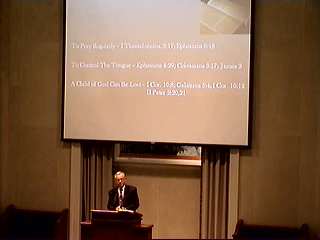 To Pray Regularly - I Thessalonians 5:17; Ephesians 6:18
To Control The Tongue - Ephesians 4:29; Colossians 3:17; James 3
A Child of God Can Be Lost - I Cor. 10:8; Galatians 5:4; I Cor. 10:12
II Peter 2:20,21